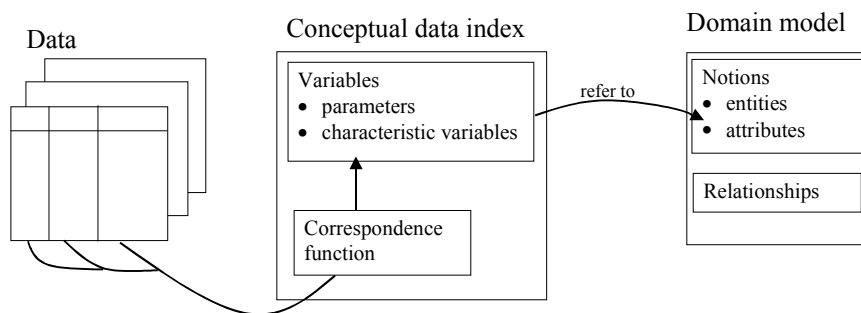 Data
Conceptual data index
Variables
• parameters
• characteristic variables
Correspondence
function
refer to
Domain model
Notions
• entities
• attributes
Relationships